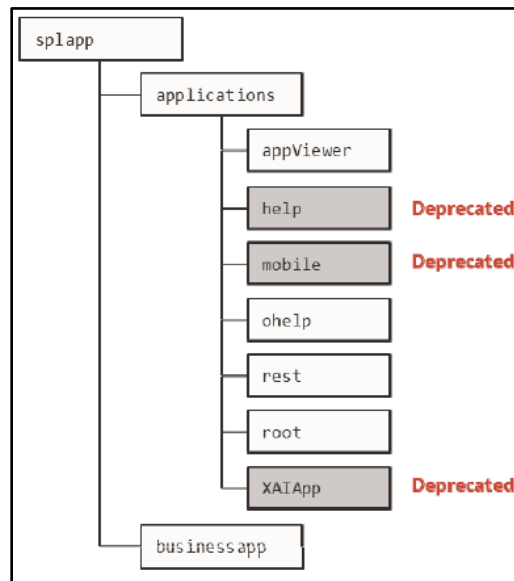 splapp
applications
appViewer
help Deprecated
mobile Deprecated
ohelp
rest
root
XAIApp Deprecated
businessapp